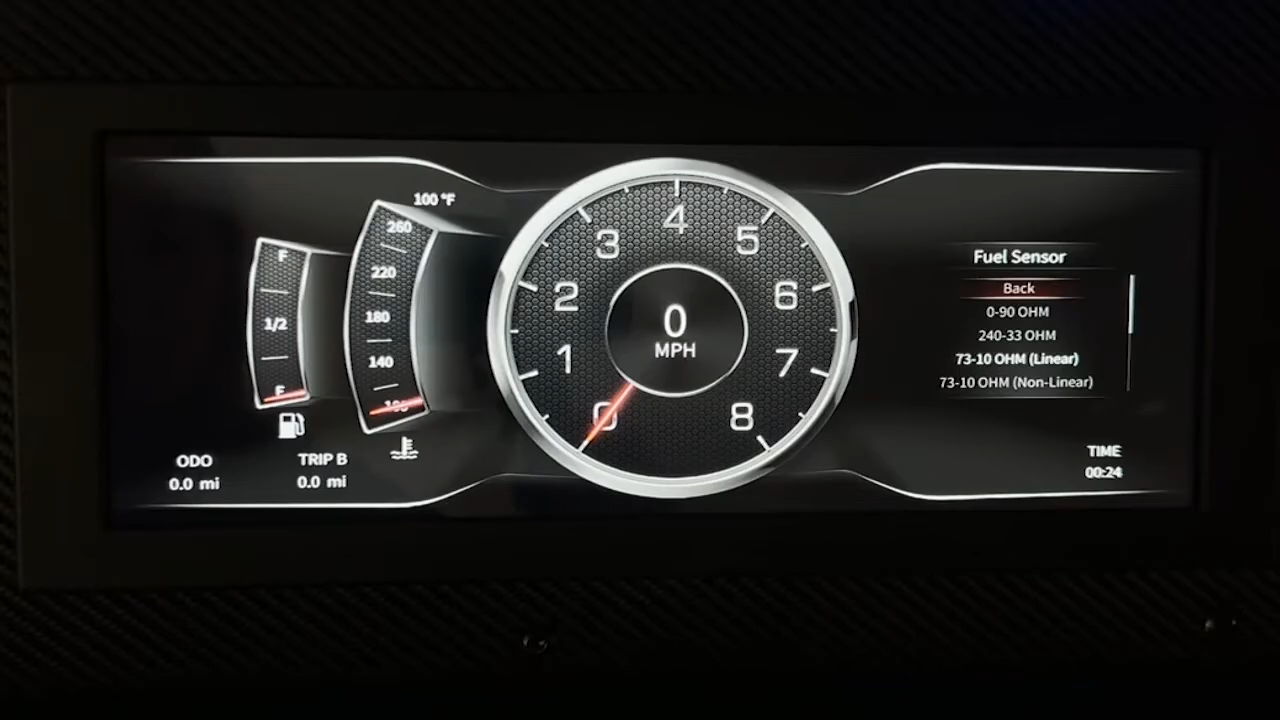 100 °F
260
220
180
140
F
1/2
ODO
0.0 mi
TRIP B
0.0 mi
0
1
2
3
4
5
6
7
8
0
MPH
Fuel Sensor
Back
0-90 OHM
240-33 OHM
73-10 OHM (Linear)
73-10 OHM (Non-Linear)
TIME
00:24